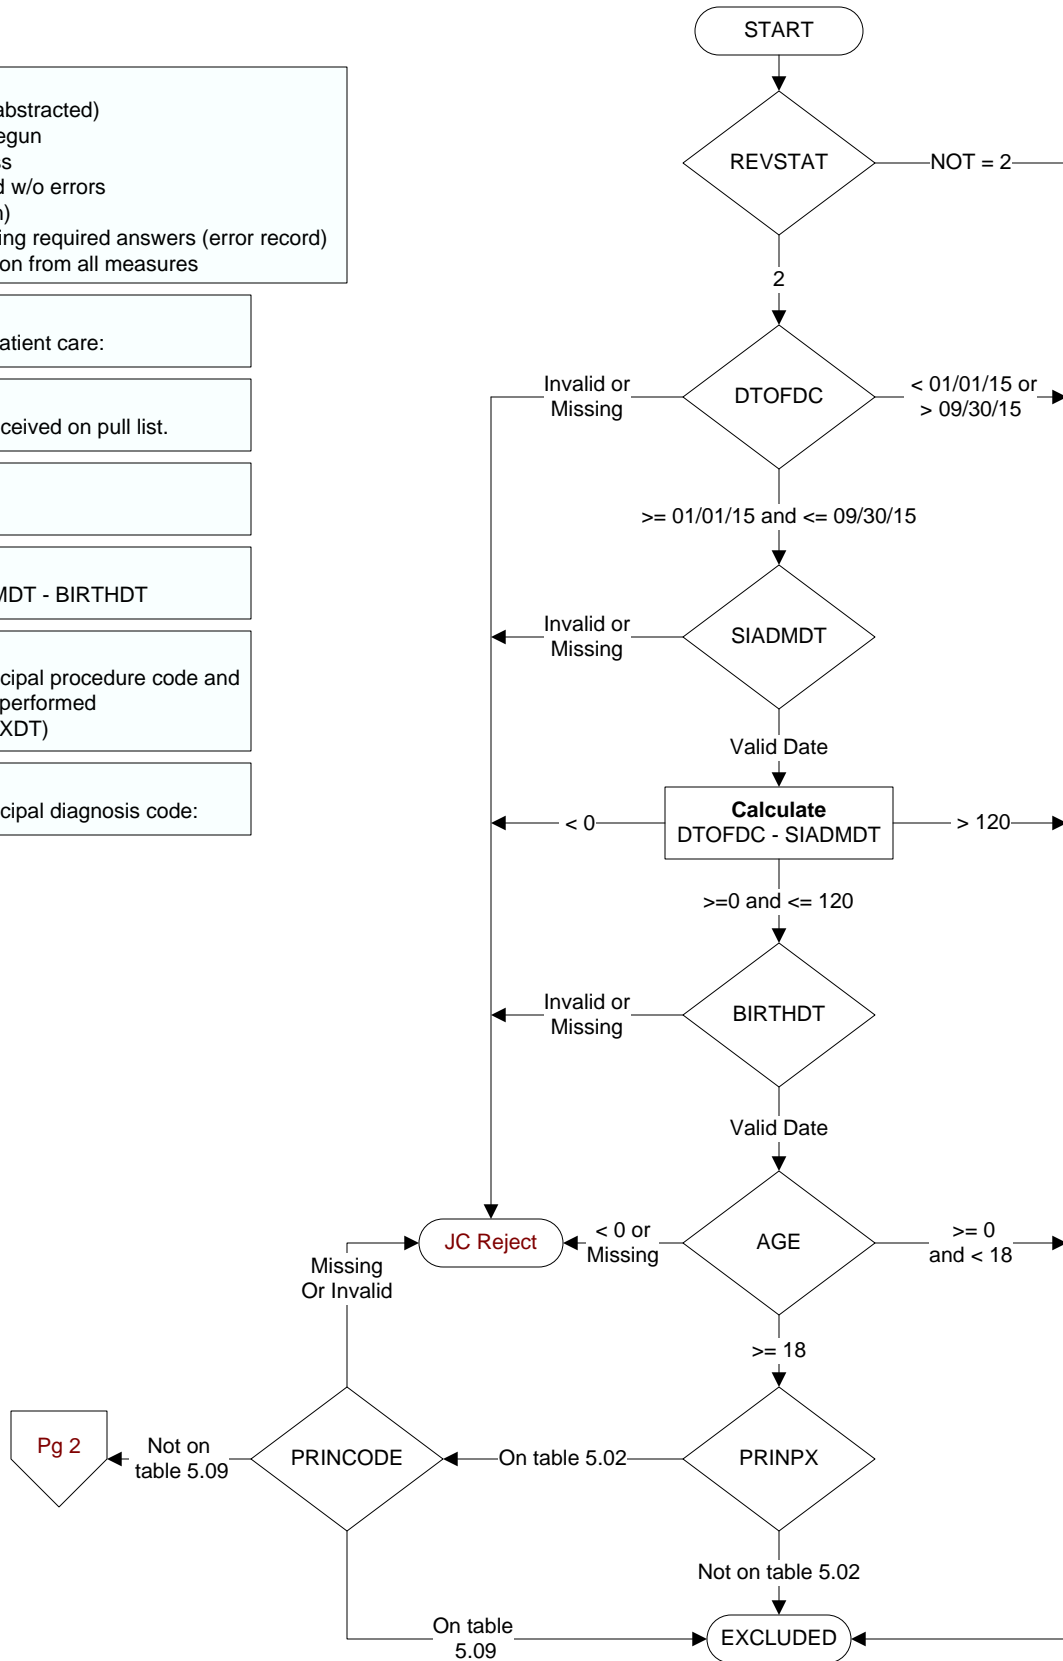 START
abstracted)
egun
ss
d w/o errors
n)
ing required answers (error record)
on from all measures
REVSTAT
NOT = 2
2
atient care:
DTOFDC
Invalid or
Missing
< 01/01/15 or
> 09/30/15
ceived on pull list.
>= 01/01/15 and <= 09/30/15
MDT - BIRTHDT
SIADMDT
Invalid or
Missing
cipal procedure code and
performed
XDT)
Valid Date
cipal diagnosis code:
Calculate
DTOFDC - SIADMDT
< 0
> 120
>=0 and <= 120
BIRTHDT
Invalid or
Missing
Valid Date
AGE
< 0 or
Missing
>= 0
and < 18
JC Reject
Missing
Or Invalid
>= 18
PRINPX
On table 5.02
PRINCODE
Not on
table 5.09
Pg 2
Not on table 5.02
On table
5.09
EXCLUDED